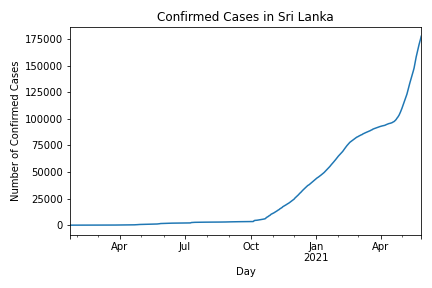 Confirmed Cases in Sri Lanka
175000
150000
125000
100000
75000
50000
25000
0
Number of Confirmed Cases
Apr
Jul
Oct
Jan
2021
Apr
Day